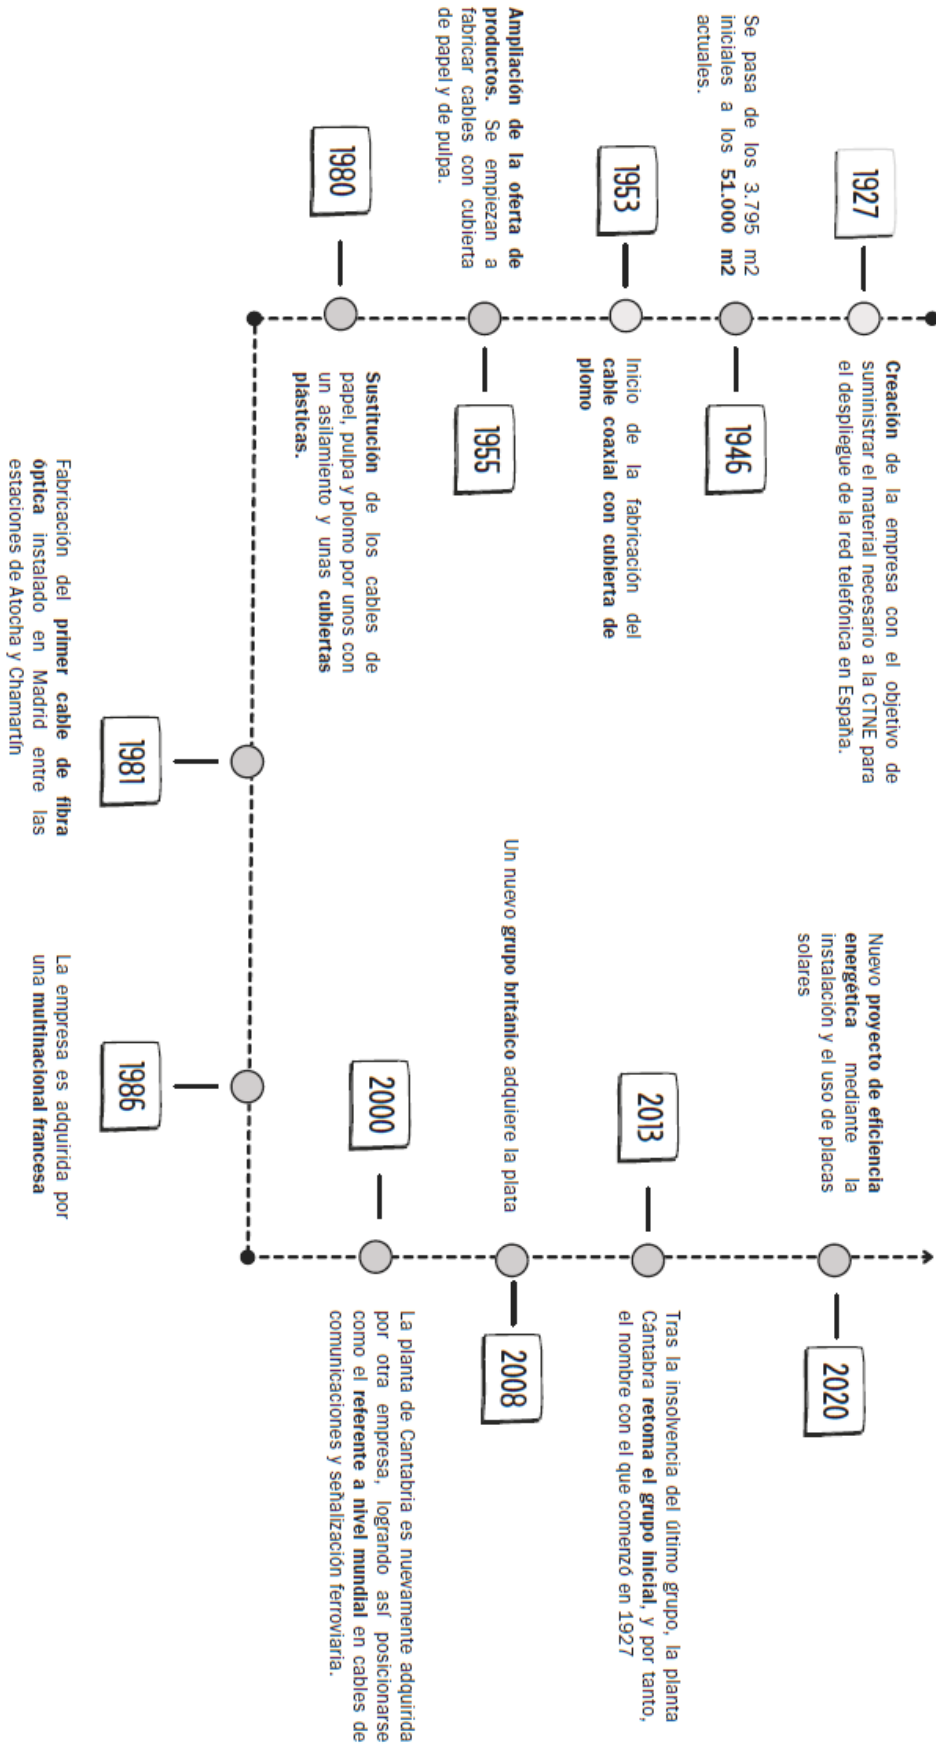 1927
Creación de la empresa con el objetivo de
suministrar el material necesario a la CTNE para
el despliegue de la red telefónica en España.
Se pasa de los 3.795 m2
iniciales a los 51.000 m2
actuales.
1946
1953
Inicio de la fabricación del
cable coaxial con cubierta de
plomo
Ampliación de la oferta de
productos. Se empiezan a
fabricar cables con cubierta
de papel y de pulpa.
1955
1980
Sustitución de los cables de
papel, pulpa y plomo por unos con
un asilamiento y unas cubiertas
plásticas.
1981
Fabricación del primer cable de fibra
óptica instalado en Madrid entre las
estaciones de Atocha y Chamartín
1986
La empresa es adquirida por
una multinacional francesa
2000
La planta de Cantabria es nuevamente adquirida
por otra empresa, logrando así posicionarse
como el referente a nivel mundial en cables de
comunicaciones y señalización ferroviaria.
Un nuevo grupo británico adquiere la plata
2008
2013
Tras la insolvencia del último grupo, la planta
Cántabra retoma el grupo inicial, y por tanto,
el nombre con el que comenzó en 1927
Nuevo proyecto de eficiencia
energética mediante la
instalación y el uso de placas
solares
2020